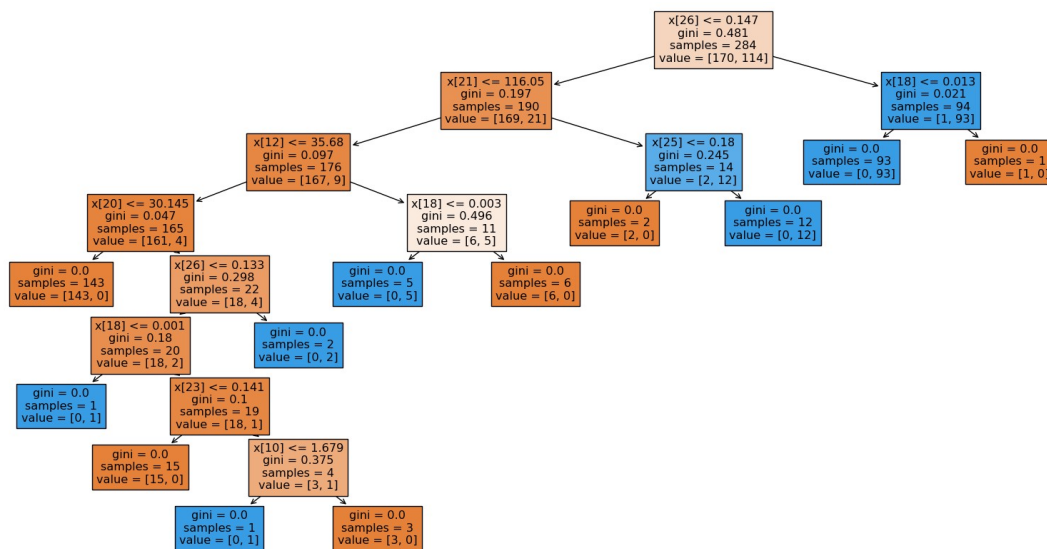 x[26] <= 0.147
gini = 0.481
samples = 284
value = [170, 114]
x[21] <= 116.05
gini = 0.197
samples = 190
value = [169, 21]
x[18] <= 0.013
gini = 0.021
samples = 94
value = [1, 93]
x[12] <= 35.68
gini = 0.097
samples = 176
value = [167, 9]
x[25] <= 0.18
gini = 0.245
samples = 14
value = [2, 12]
gini = 0.0
samples = 93
value = [0, 93]
gini = 0.0
samples = 1
value = [1, 0]
x[20] <= 30.145
gini = 0.047
samples = 165
value = [161, 4]
x[18] <= 0.003
gini = 0.496
samples = 11
value = [6, 5]
gini = 0.0
samples = 2
value = [2, 0]
gini = 0.0
samples = 12
value = [0, 12]
gini = 0.0
samples = 143
value = [143, 0]
x[26] <= 0.133
gini = 0.298
samples = 22
value = [18, 4]
gini = 0.0
samples = 5
value = [0, 5]
gini = 0.0
samples = 6
value = [6, 0]
x[18] <= 0.001
gini = 0.18
samples = 20
value = [18, 2]
gini = 0.0
samples = 2
value = [0, 2]
gini = 0.0
samples = 1
value = [0, 1]
x[23] <= 0.141
gini = 0.1
samples = 19
value = [18, 1]
gini = 0.0
samples = 15
value = [15, 0]
x[10] <= 1.679
gini = 0.375
samples = 4
value = [3, 1]
gini = 0.0
samples = 1
value = [0, 1]
gini = 0.0
samples = 3
value = [3, 0]